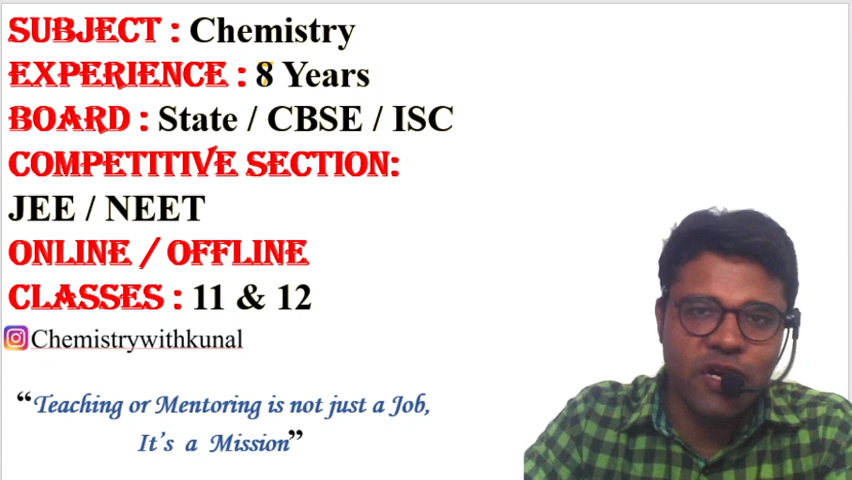 SUBJECT : Chemistry
EXPERIENCE : 8 Years
BOARD : State / CBSE / ISC
COMPETITIVE SECTION:
JEE / NEET
ONLINE / OFFLINE
CLASSES : 11 & 12
Chemistrywithkunal
“Teaching or Mentoring is not just a Job,
It’s a Mission”